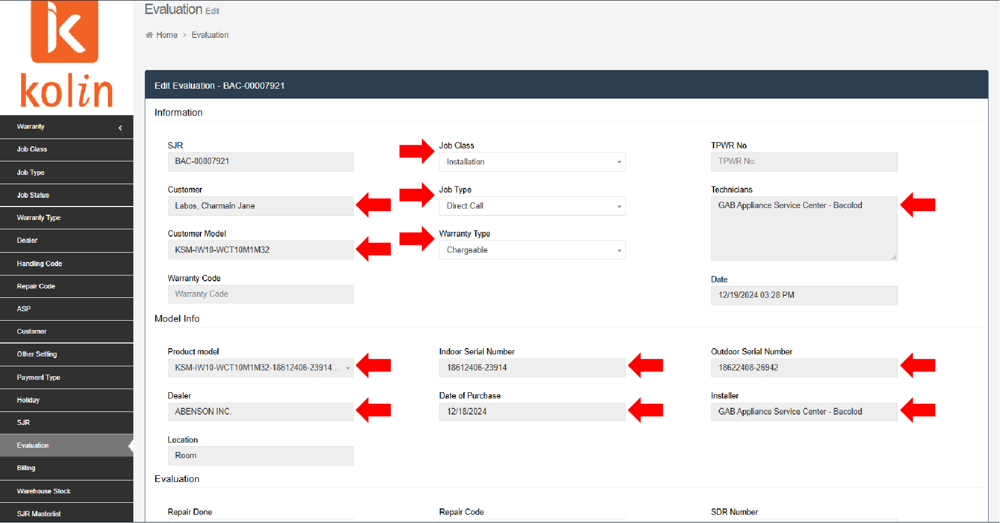 kolin
Warranty
Job Class
Job Type
Job Status
Warranty Type
Dealer
Handling Code
Repair Code
ASP
Customer
Other Setting
Payment Type
Holiday
SJR
Evaluation
Billing
Warehouse Stock
SJR Masterlist
Evaluation Edit
Home > Evaluation
Edit Evaluation - BAC-00007921
Information
SJR
BAC-00007921
Job Class
Installation
TPWR No.
TPWR No.
Customer
Labos, Charmain Jane
Job Type
Direct Call
Technicians
GAB Appliance Service Center - Bacolod
Customer Model
KSM-IW10-WCT10M1M32
Warranty Type
Chargeable
Warranty Code
Warranty Code
Date
12/19/2024 03:28 PM
Model Info
Product model
KSM-IW10-WCT10M1M32-18612406-23914...
Indoor Serial Number
18612406-23914
Outdoor Serial Number
18622408-26942
Dealer
ABENSON INC.
Date of Purchase
12/18/2024
Installer
GAB Appliance Service Center - Bacolod
Location
Room
Evaluation
Repair Done
Repair Code
SDR Number